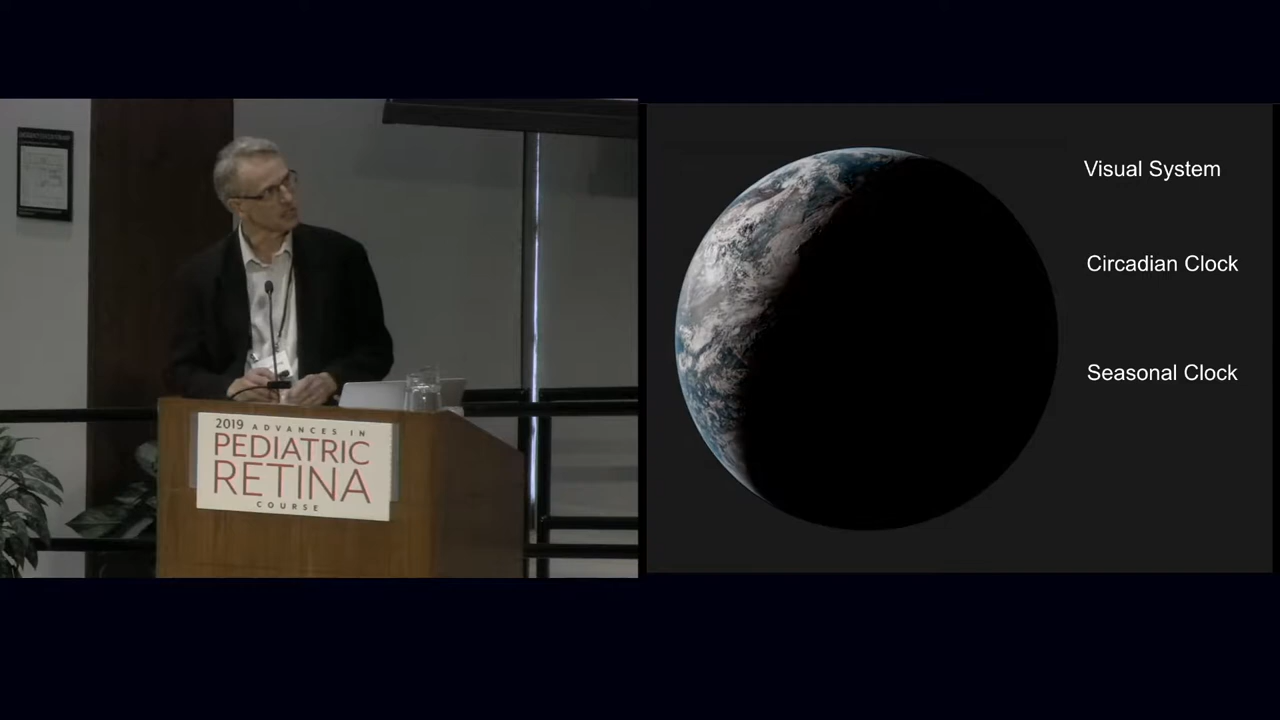 2019 ADVANCES IN
PEDIATRIC
RETINA
COURSE
Visual System
Circadian Clock
Seasonal Clock